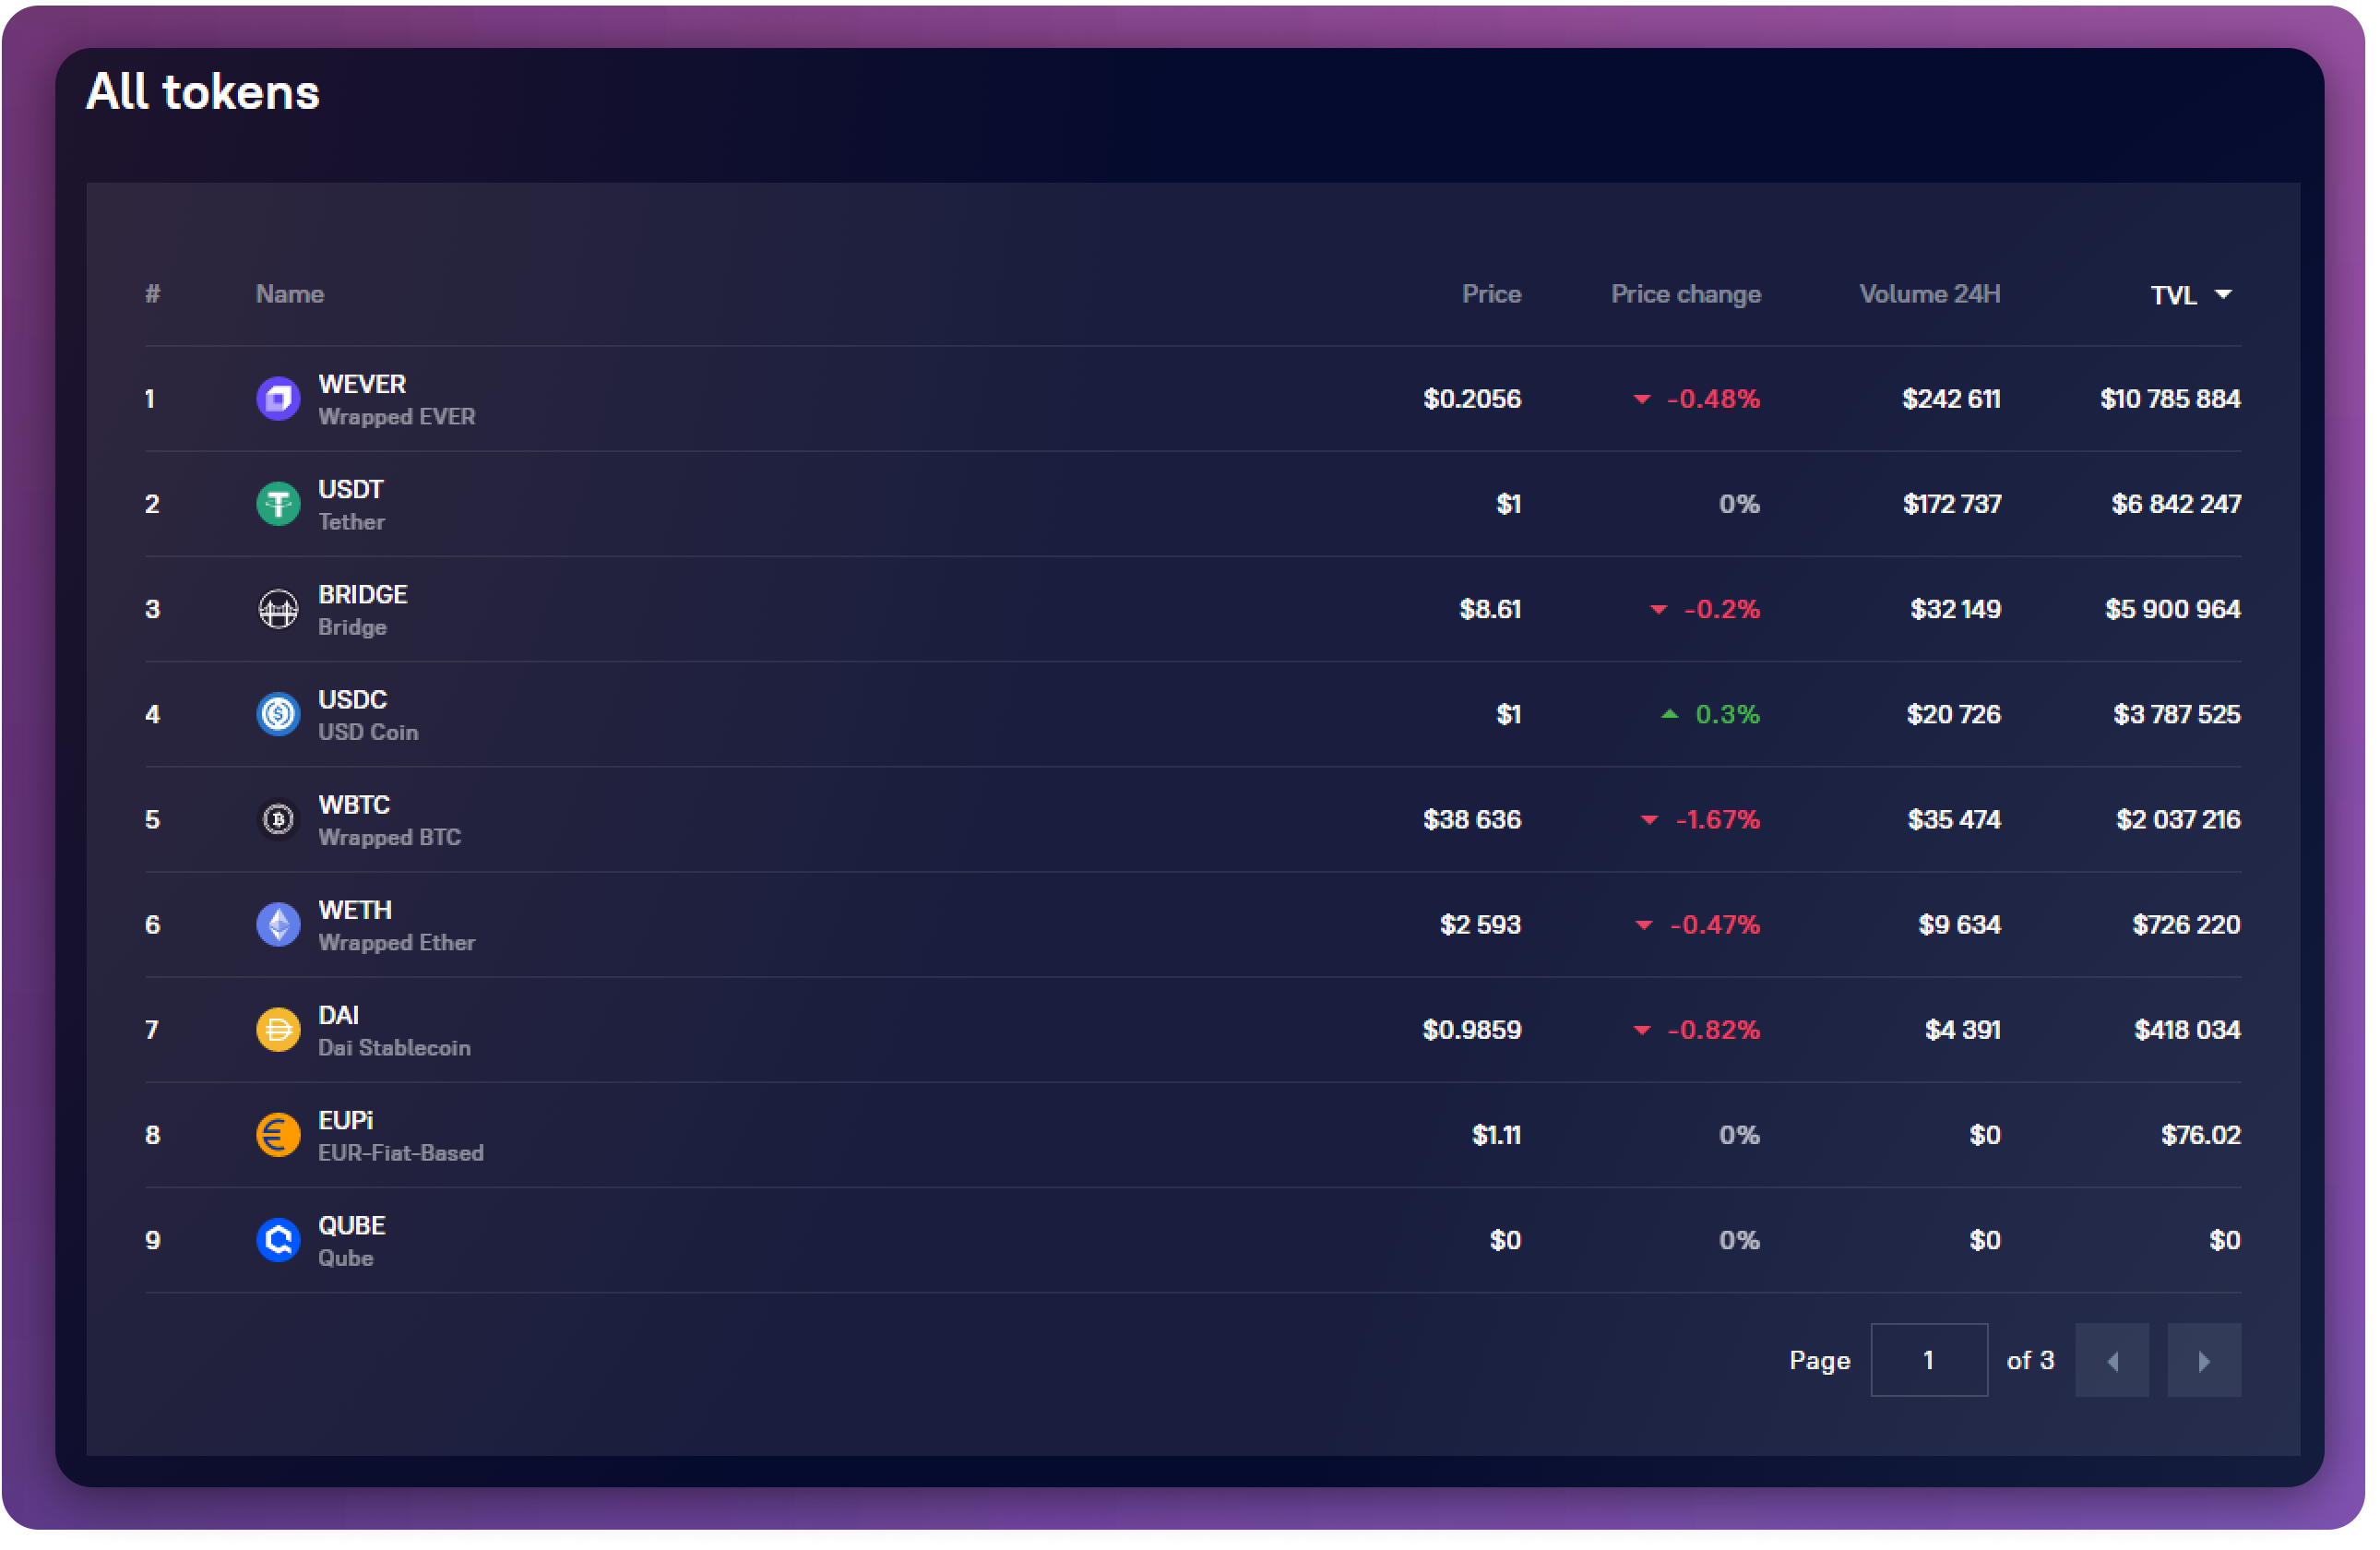 All tokens
# Name Price Price change Volume 24H TVL
1 WEVER $0.2056 -0.48% $242 611 $10 785 884
Wrapped EVER
2 USDT $1 0% $172 737 $6 842 247
Tether
3 BRIDGE $8.61 -0.2% $32 149 $5 900 964
Bridge
4 USDC $1 0.3% $20 726 $3 787 525
USD Coin
5 WBTC $38 636 -1.67% $35 474 $2 037 216
Wrapped BTC
6 WETH $2 593 -0.47% $9 634 $726 220
Wrapped Ether
7 DAI $0.9859 -0.82% $4 391 $418 034
Dai Stablecoin
8 EUPi $1.11 0% $0 $76.02
EUR-Fiat-Based
9 QUBE $0 0% $0 $0
Qube
Page 1 of 3